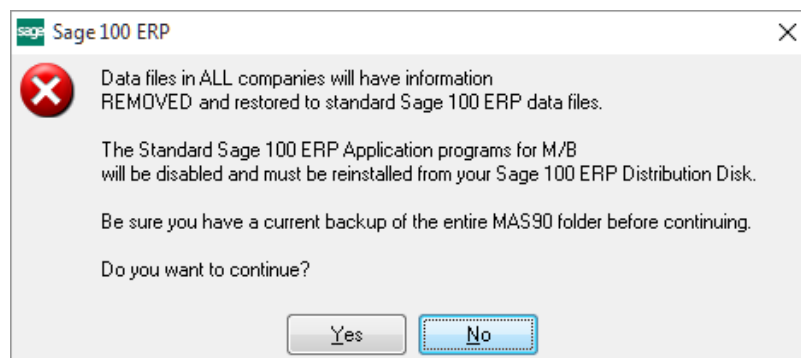 sage Sage 100 ERP
Data files in ALL companies will have information
REMOVED and restored to standard Sage 100 ERP data files.
The Standard Sage 100 ERP Application programs for M/B
will be disabled and must be reinstalled from your Sage 100 ERP Distribution Disk.
Be sure you have a current backup of the entire MAS90 folder before continuing.
Do you want to continue?
Yes No